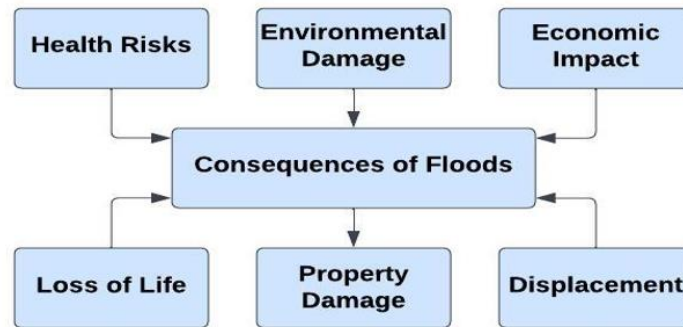 Health Risks
Environmental
Damage
Economic
Impact
Consequences of Floods
Loss of Life
Property
Damage
Displacement